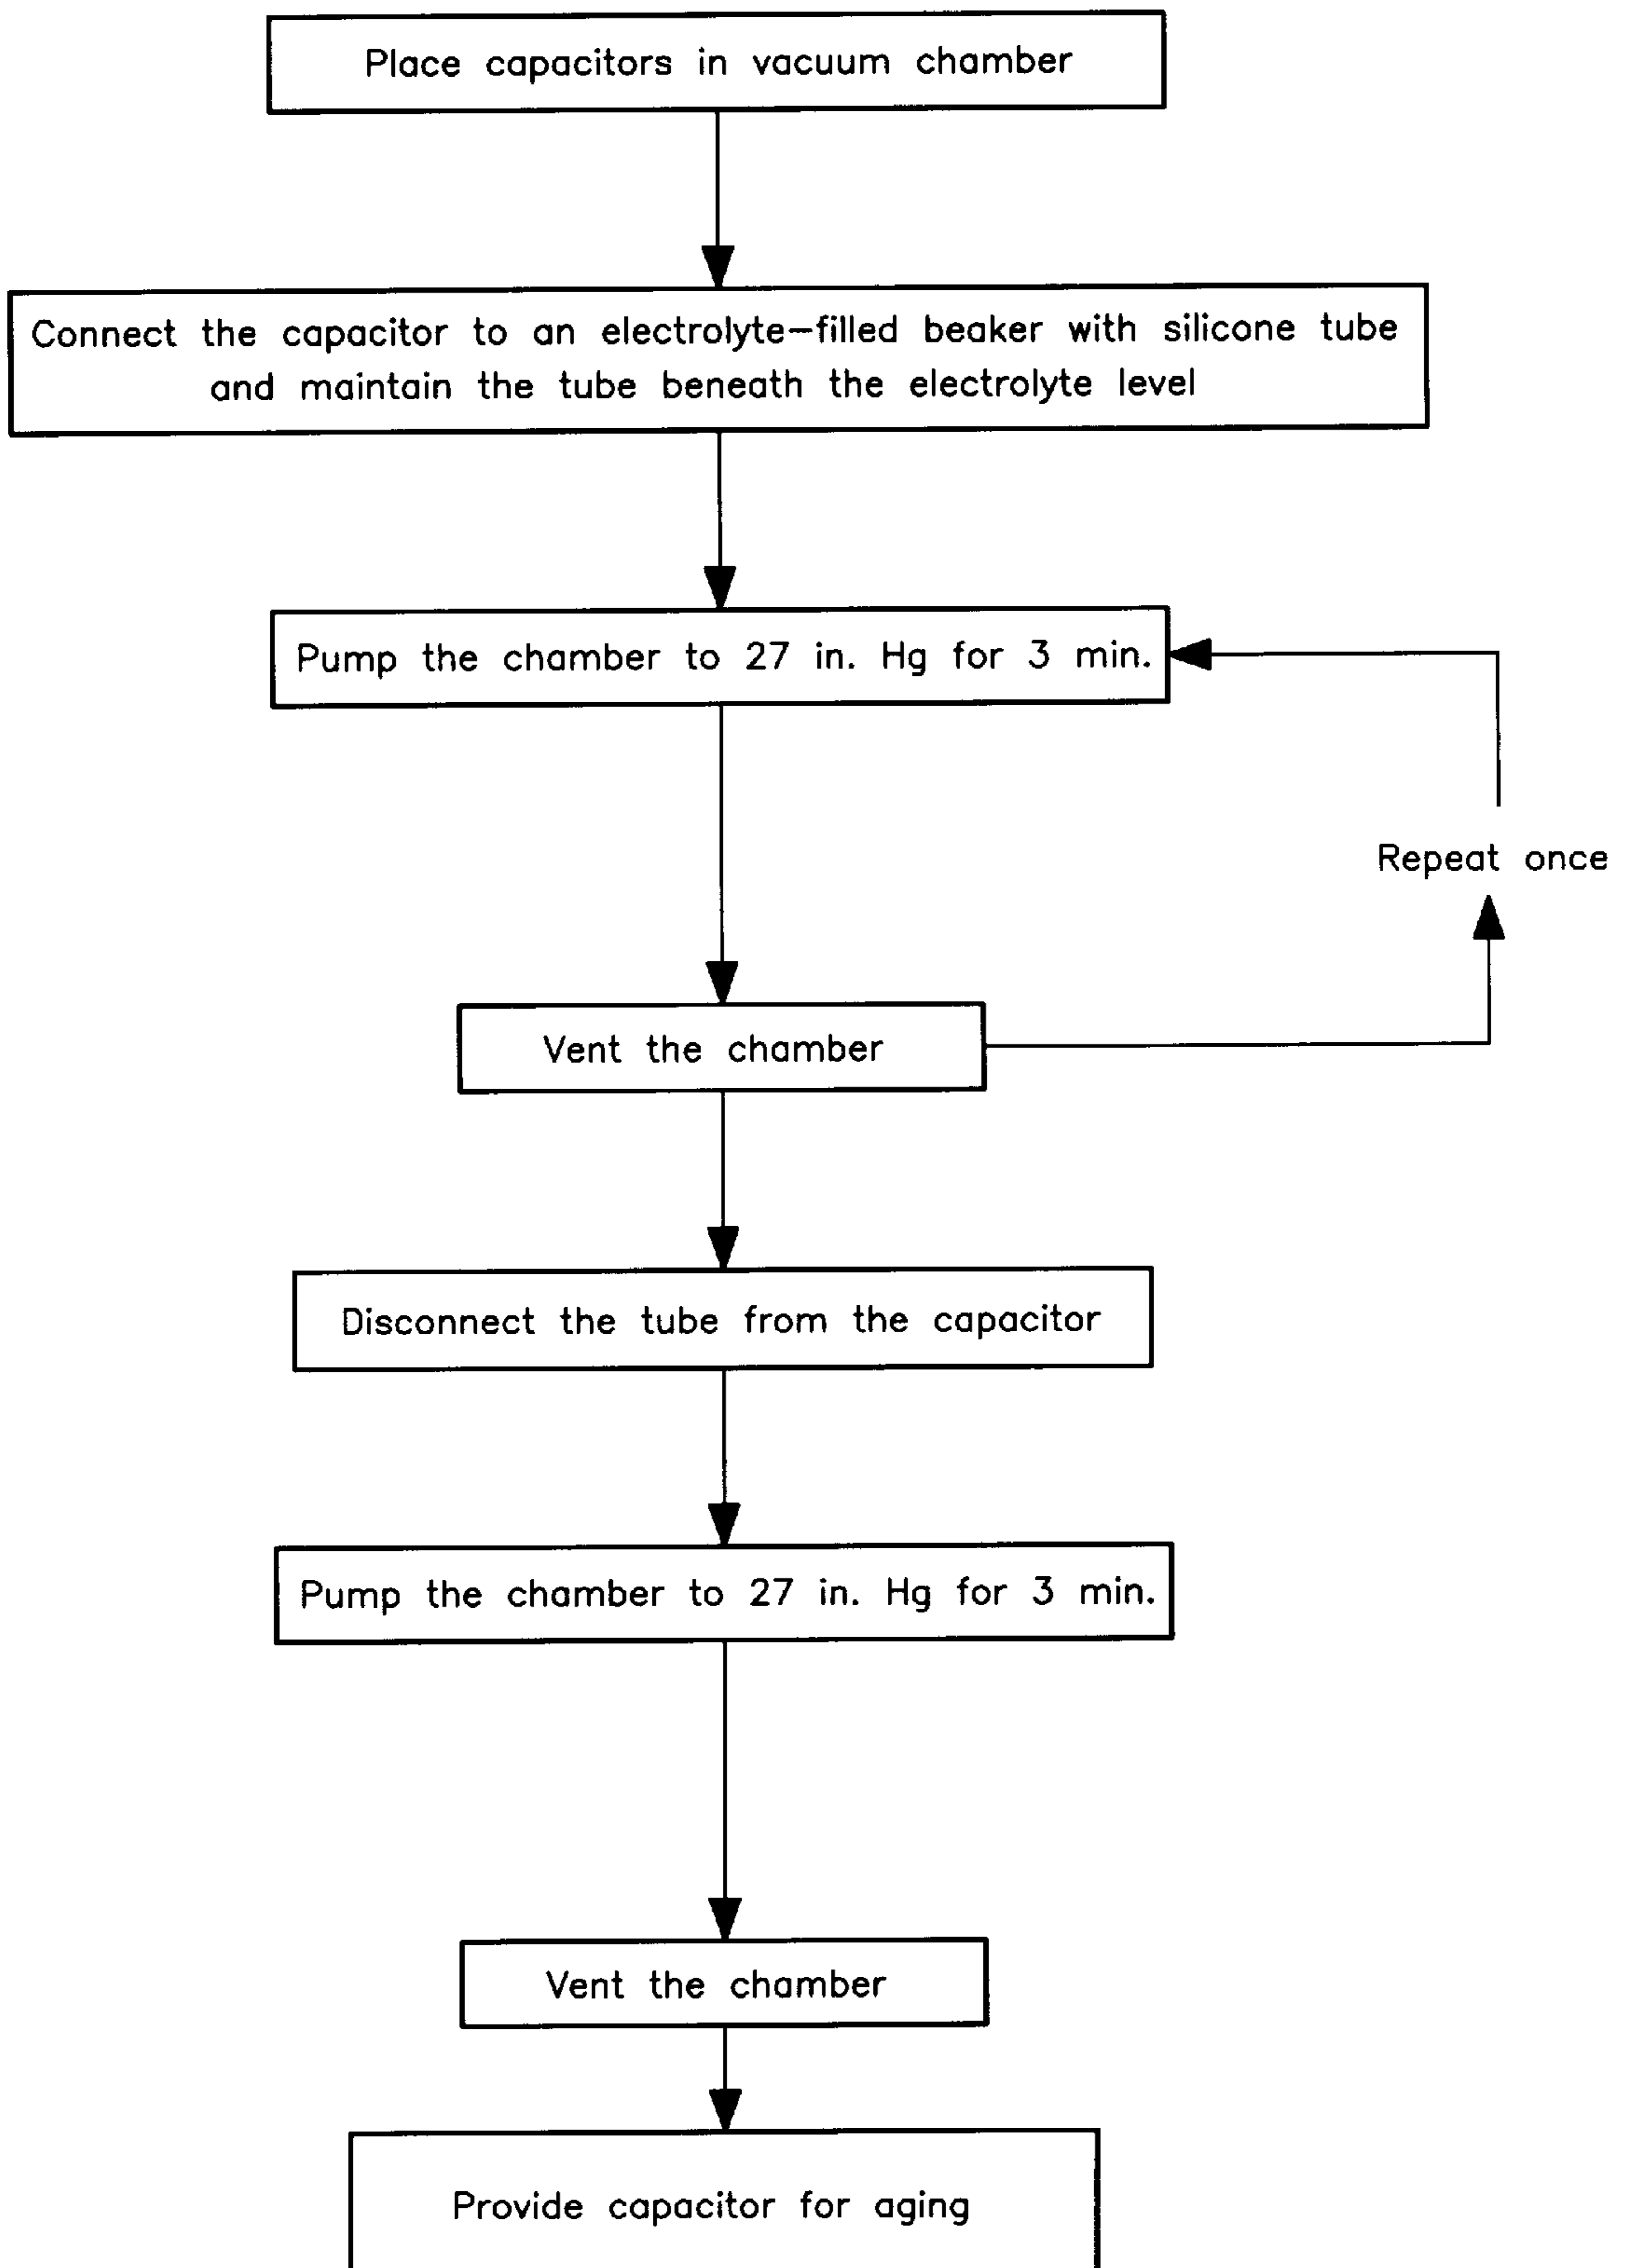 Place capacitors in vacuum chamber
Connect the capacitor to an electrolyte-filled beaker with silicone tube
and maintain the tube beneath the electrolyte level
Pump the chamber to 27 in. Hg for 3 min.
Repeat once
Vent the chamber
Disconnect the tube from the capacitor
Pump the chamber to 27 in. Hg for 3 min.
Vent the chamber
Provide capacitor for aging